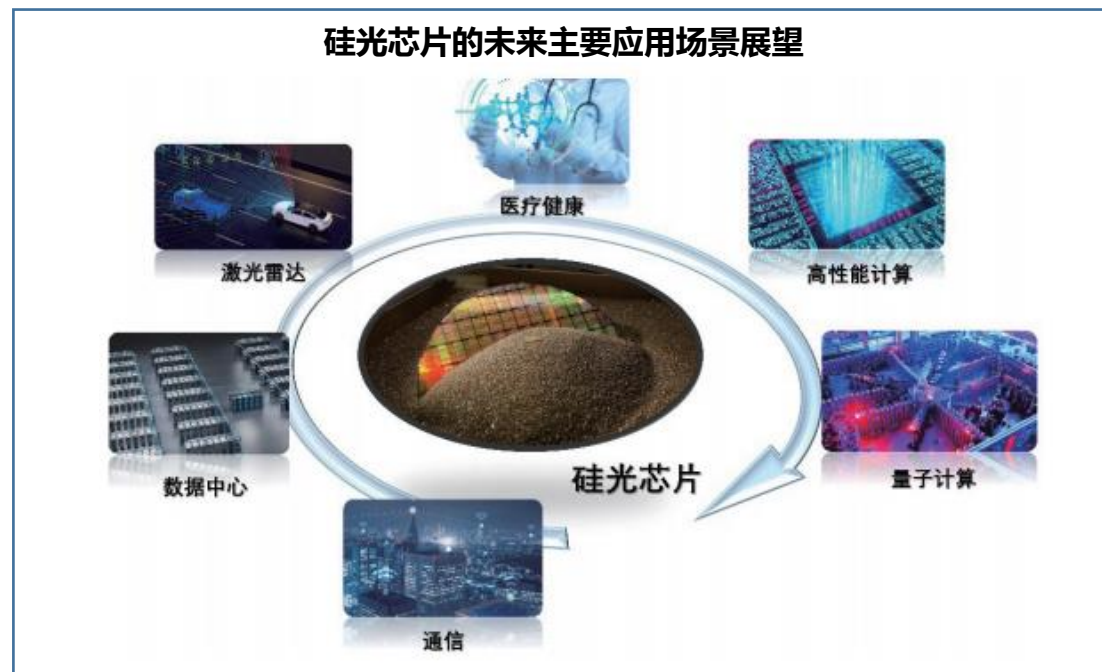 硅光芯片的未来主要应用场景展望
医疗健康
激光雷达
高性能计算
数据中心
硅光芯片
量子计算
通信